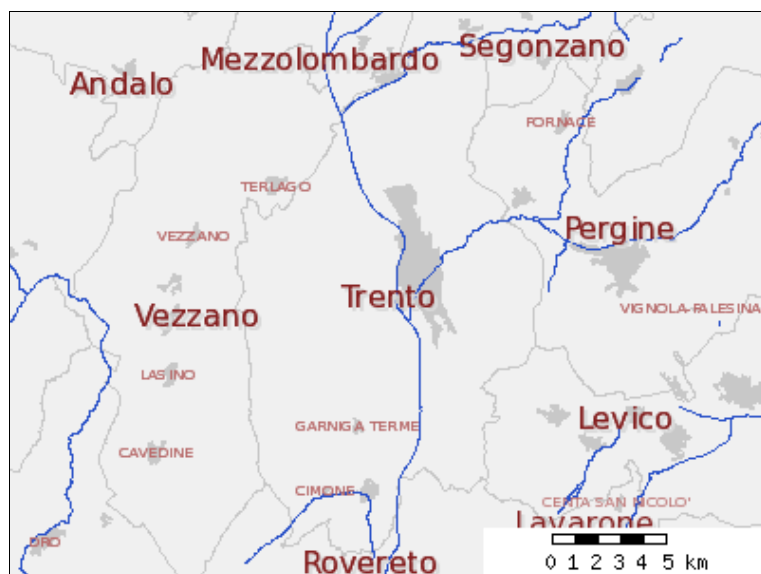 Segonzano
Mezzolombardo
Andalo
FORNACE
TERLAGO
VEZZANO
Pergine
Trento
VIGNOLA-FALESINA
Vezzano
LASINO
Levico
GARNIGA TERME
CAVEDINE
CIMONE
CENTA SAN NICOLO'
Lavarone
DRO
Rovereto
0 1 2 3 4 5 km